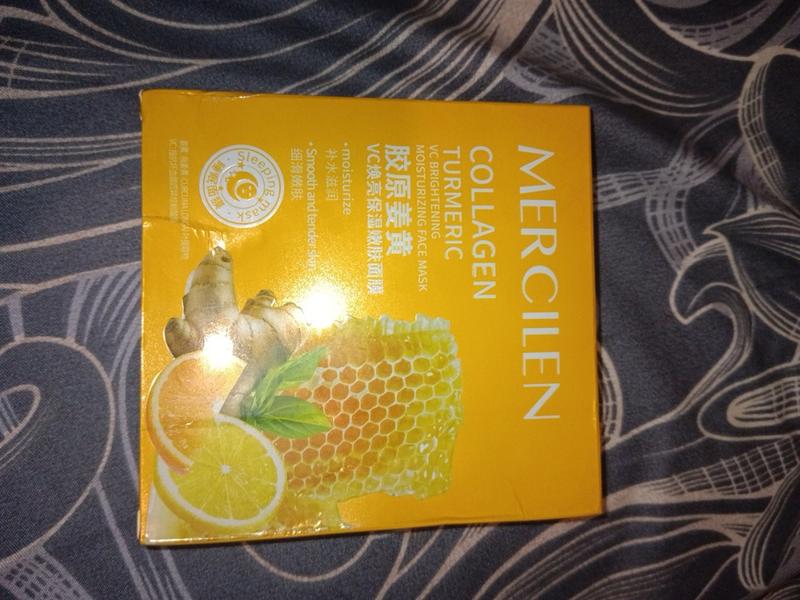 MERCILEN
COLLAGEN
TURMERIC
VC BRIGHTENING
MOISTURIZING FACE MASK
胶原姜黄
VC焕亮保湿嫩肤面膜
•moisturize
补水滋润
•Smooth and tender skin
细滑嫩肤
Sleeping mask